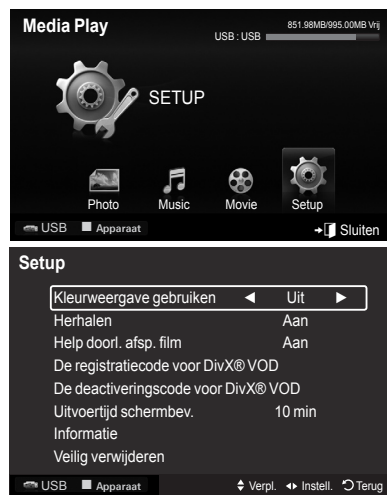 Media Play
851.98MB/995.00MB Vrij
USB : USB
SETUP
Photo Music Movie Setup
USB Apparaat Sluiten
Setup
Kleurweergave gebruiken ◄ Uit ►
Herhalen Aan
Help doorl. afsp. film Aan
De registratiecode voor DivX® VOD
De deactiveringscode voor DivX® VOD
Uitvoertijd schermbev. 10 min
Informatie
Veilig verwijderen
USB Apparaat Verpl. Instell. Terug